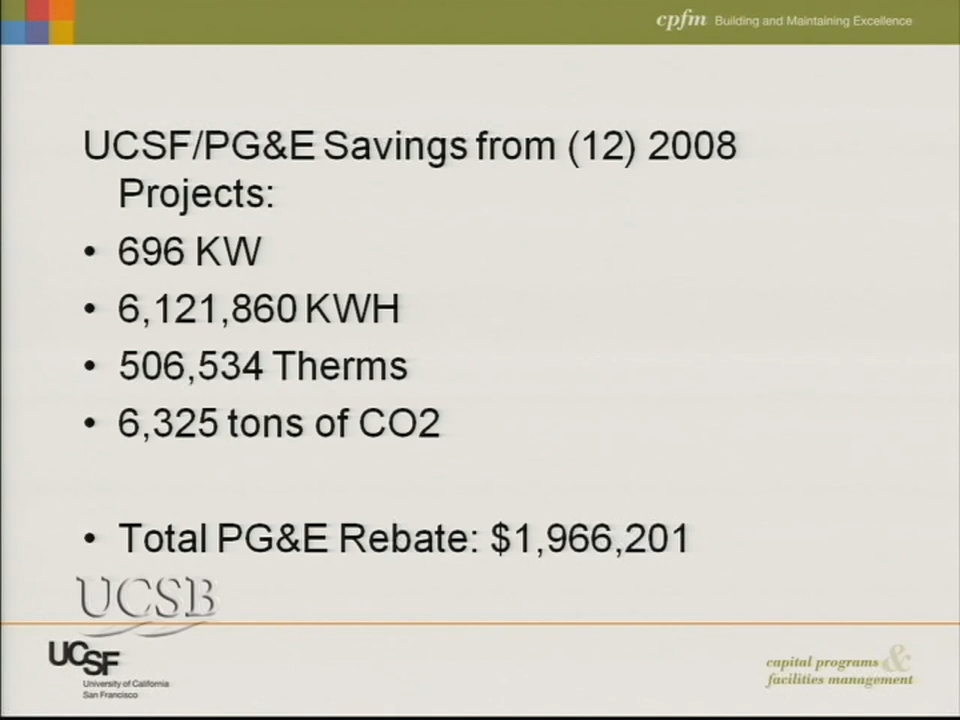 cpfm Building and Maintaining Excellence
UCSF/PG&E Savings from (12) 2008
Projects:
• 696 KW
• 6,121,860 KWH
• 506,534 Therms
• 6,325 tons of CO2
• Total PG&E Rebate: $1,966,201
UCSB
UCSF
University of California
San Francisco
capital programs &
facilities management